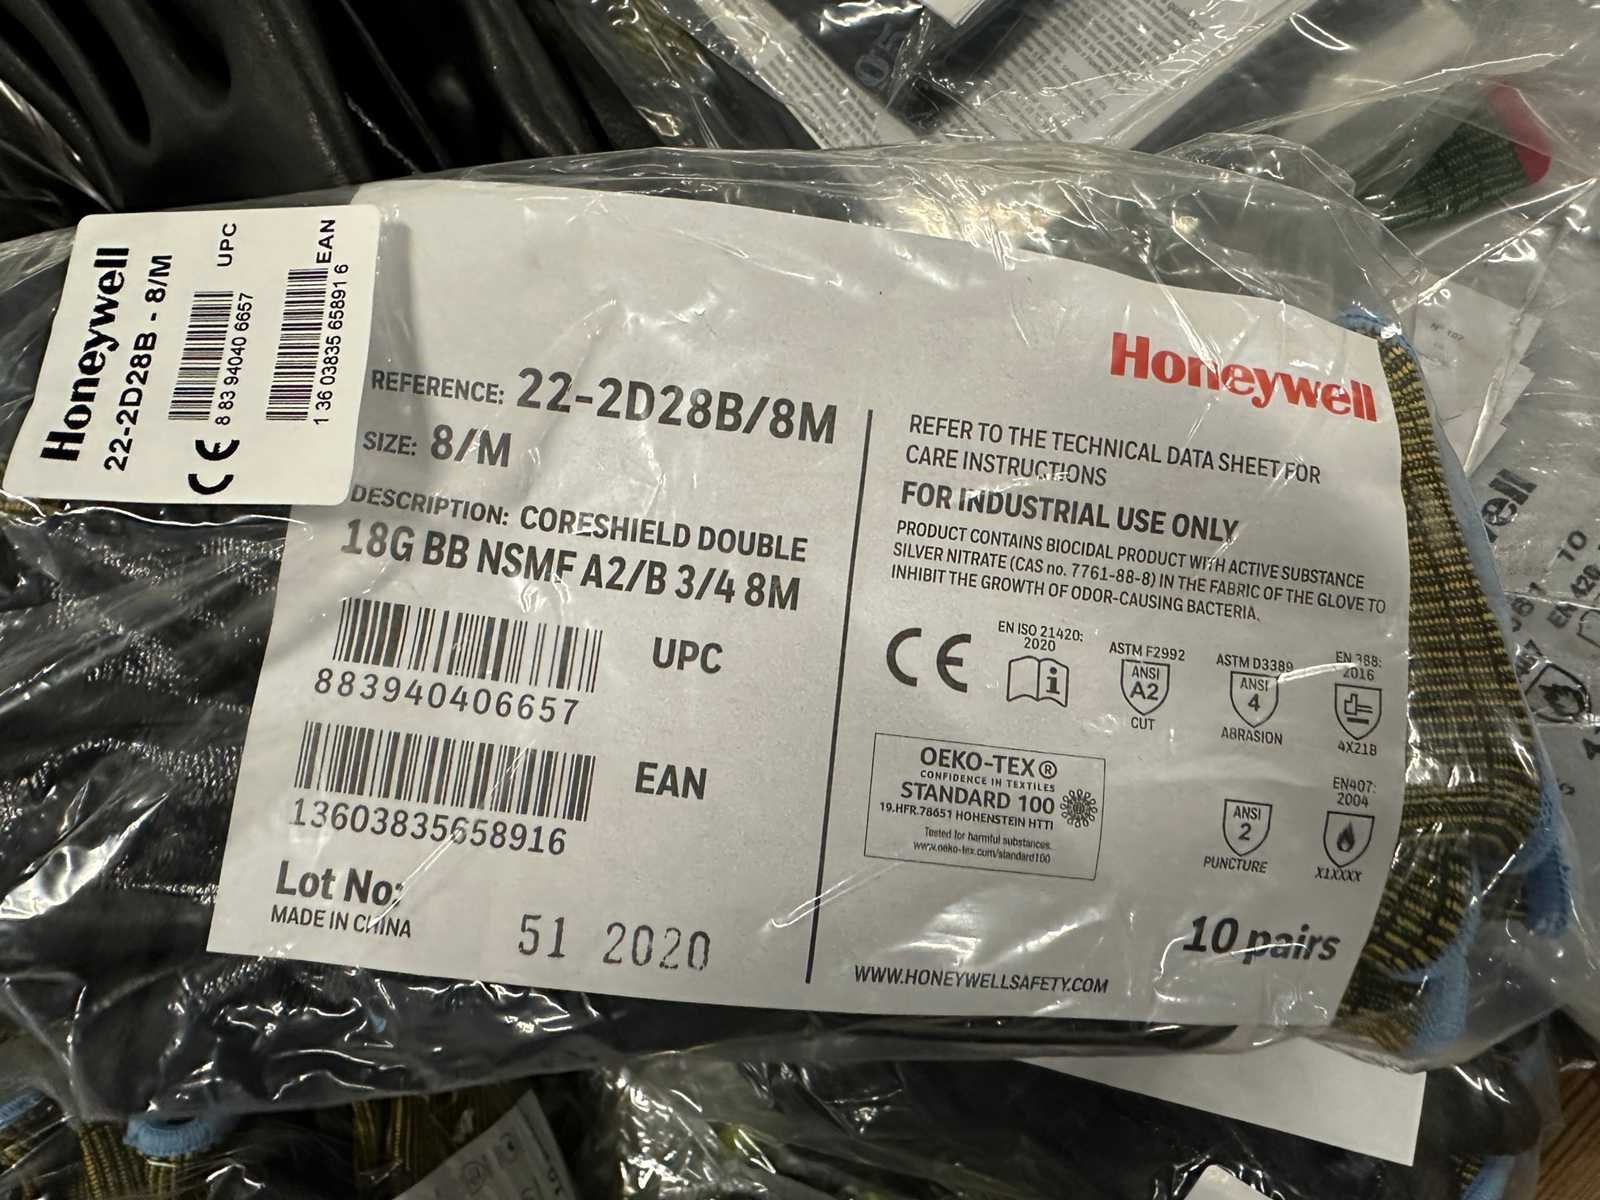 Honeywell
22-2D28B - 8/M
UPC
8 83 94040 6657
EAN
1 36 03835 65891 6
CE
REFERENCE: 22-2D28B/8M
SIZE: 8/M
DESCRIPTION: CORESHIELD DOUBLE
18G BB NSMF A2/B 3/4 8M
UPC
883940406657
EAN
13603835658916
Lot No:
MADE IN CHINA
51 2020
Honeywell
REFER TO THE TECHNICAL DATA SHEET FOR
CARE INSTRUCTIONS
FOR INDUSTRIAL USE ONLY
PRODUCT CONTAINS BIOCIDAL PRODUCT WITH ACTIVE SUBSTANCE
SILVER NITRATE (CAS no. 7761-88-8) IN THE FABRIC OF THE GLOVE TO
INHIBIT THE GROWTH OF ODOR-CAUSING BACTERIA.
CE
EN ISO 21420:
2020
i
ASTM F2992
ANSI
A2
CUT
ASTM D3389
ANSI
4
ABRASION
EN 388:
2016
4X21B
OEKO-TEX®
CONFIDENCE IN TEXTILES
STANDARD 100
19.HFR.78651 HOHENSTEIN HTTI
Tested for harmful substances.
www.oeko-tex.com/standard100
ANSI
2
PUNCTURE
EN407:
2004
X1XXXX
10 pairs
WWW.HONEYWELLSAFETY.COM